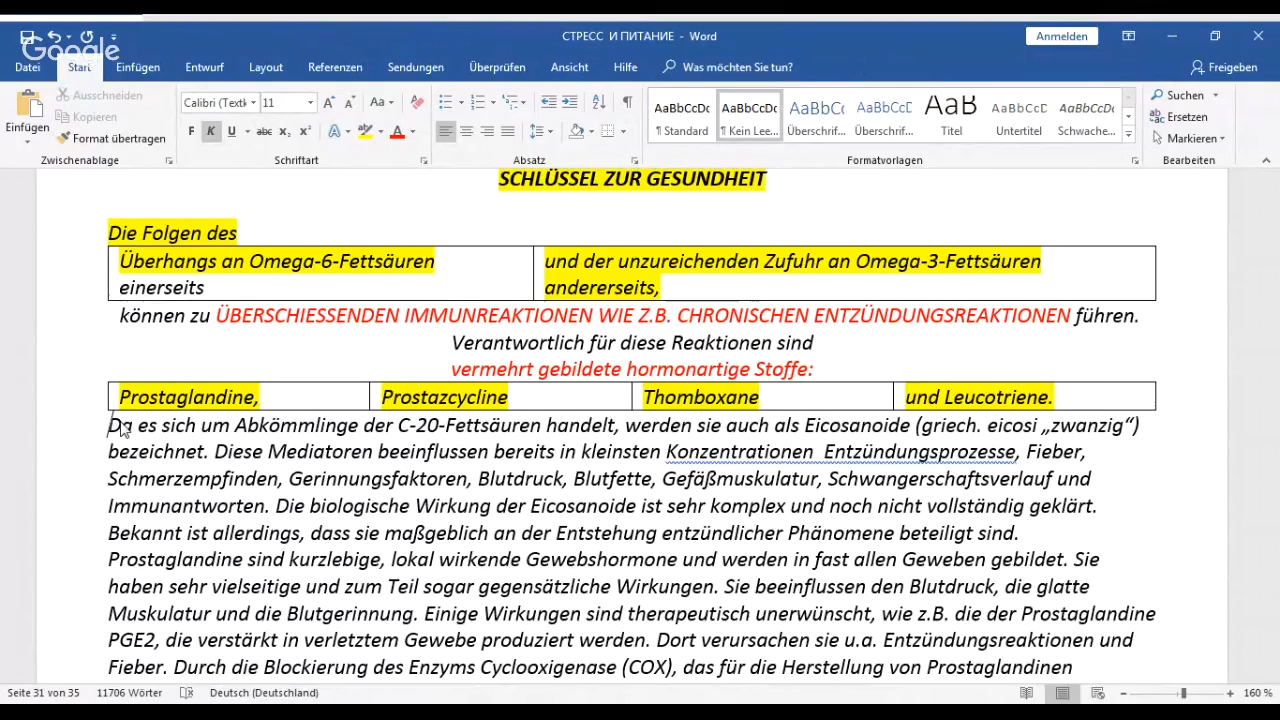 СТРЕСС И ПИТАНИЕ - Word
Anmelden
Google
Datei Start Einfügen Entwurf Layout Referenzen Sendungen Überprüfen Ansicht Hilfe Was möchten Sie tun? Freigeben
Einfügen
Ausschneiden
Kopieren
Format übertragen
Zwischenablage
Calibri (Textk 11
Aa
F K U abc x₂ x²
Schriftart
Absatz
AaBbCcDc AaBbCcDc AaBbCc AaBbCcD AaB AaBbCcD AaBbCcDc
¶ Standard ¶ Kein Lee... Überschrif... Überschrif... Titel Untertitel Schwache...
Formatvorlagen
Suchen
Ersetzen
Markieren
Bearbeiten
SCHLÜSSEL ZUR GESUNDHEIT
Die Folgen des
Überhangs an Omega-6-Fettsäuren
einerseits
und der unzureichenden Zufuhr an Omega-3-Fettsäuren
andererseits,
können zu ÜBERSCHIESSENDEN IMMUNREAKTIONEN WIE Z.B. CHRONISCHEN ENTZÜNDUNGSREAKTIONEN führen.
Verantwortlich für diese Reaktionen sind
vermehrt gebildete hormonartige Stoffe:
Prostaglandine, Prostazcycline Thomboxane und Leucotriene.
Da es sich um Abkömmlinge der C-20-Fettsäuren handelt, werden sie auch als Eicosanoide (griech. eicosi „zwanzig“)
bezeichnet. Diese Mediatoren beeinflussen bereits in kleinsten Konzentrationen Entzündungsprozesse, Fieber,
Schmerzempfinden, Gerinnungsfaktoren, Blutdruck, Blutfette, Gefäßmuskulatur, Schwangerschaftsverlauf und
Immunantworten. Die biologische Wirkung der Eicosanoide ist sehr komplex und noch nicht vollständig geklärt.
Bekannt ist allerdings, dass sie maßgeblich an der Entstehung entzündlicher Phänomene beteiligt sind.
Prostaglandine sind kurzlebige, lokal wirkende Gewebshormone und werden in fast allen Geweben gebildet. Sie
haben sehr vielseitige und zum Teil sogar gegensätzliche Wirkungen. Sie beeinflussen den Blutdruck, die glatte
Muskulatur und die Blutgerinnung. Einige Wirkungen sind therapeutisch unerwünscht, wie z.B. die der Prostaglandine
PGE2, die verstärkt in verletztem Gewebe produziert werden. Dort verursachen sie u.a. Entzündungsreaktionen und
Fieber. Durch die Blockierung des Enzyms Cyclooxigenase (COX), das für die Herstellung von Prostaglandinen
Seite 31 von 35 11706 Wörter Deutsch (Deutschland) 160 %